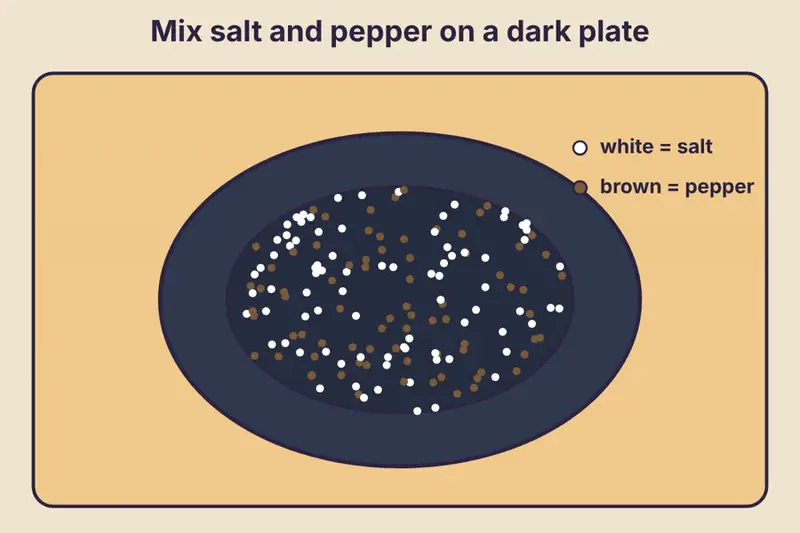 Mix salt and pepper on a dark plate
white = salt
brown = pepper